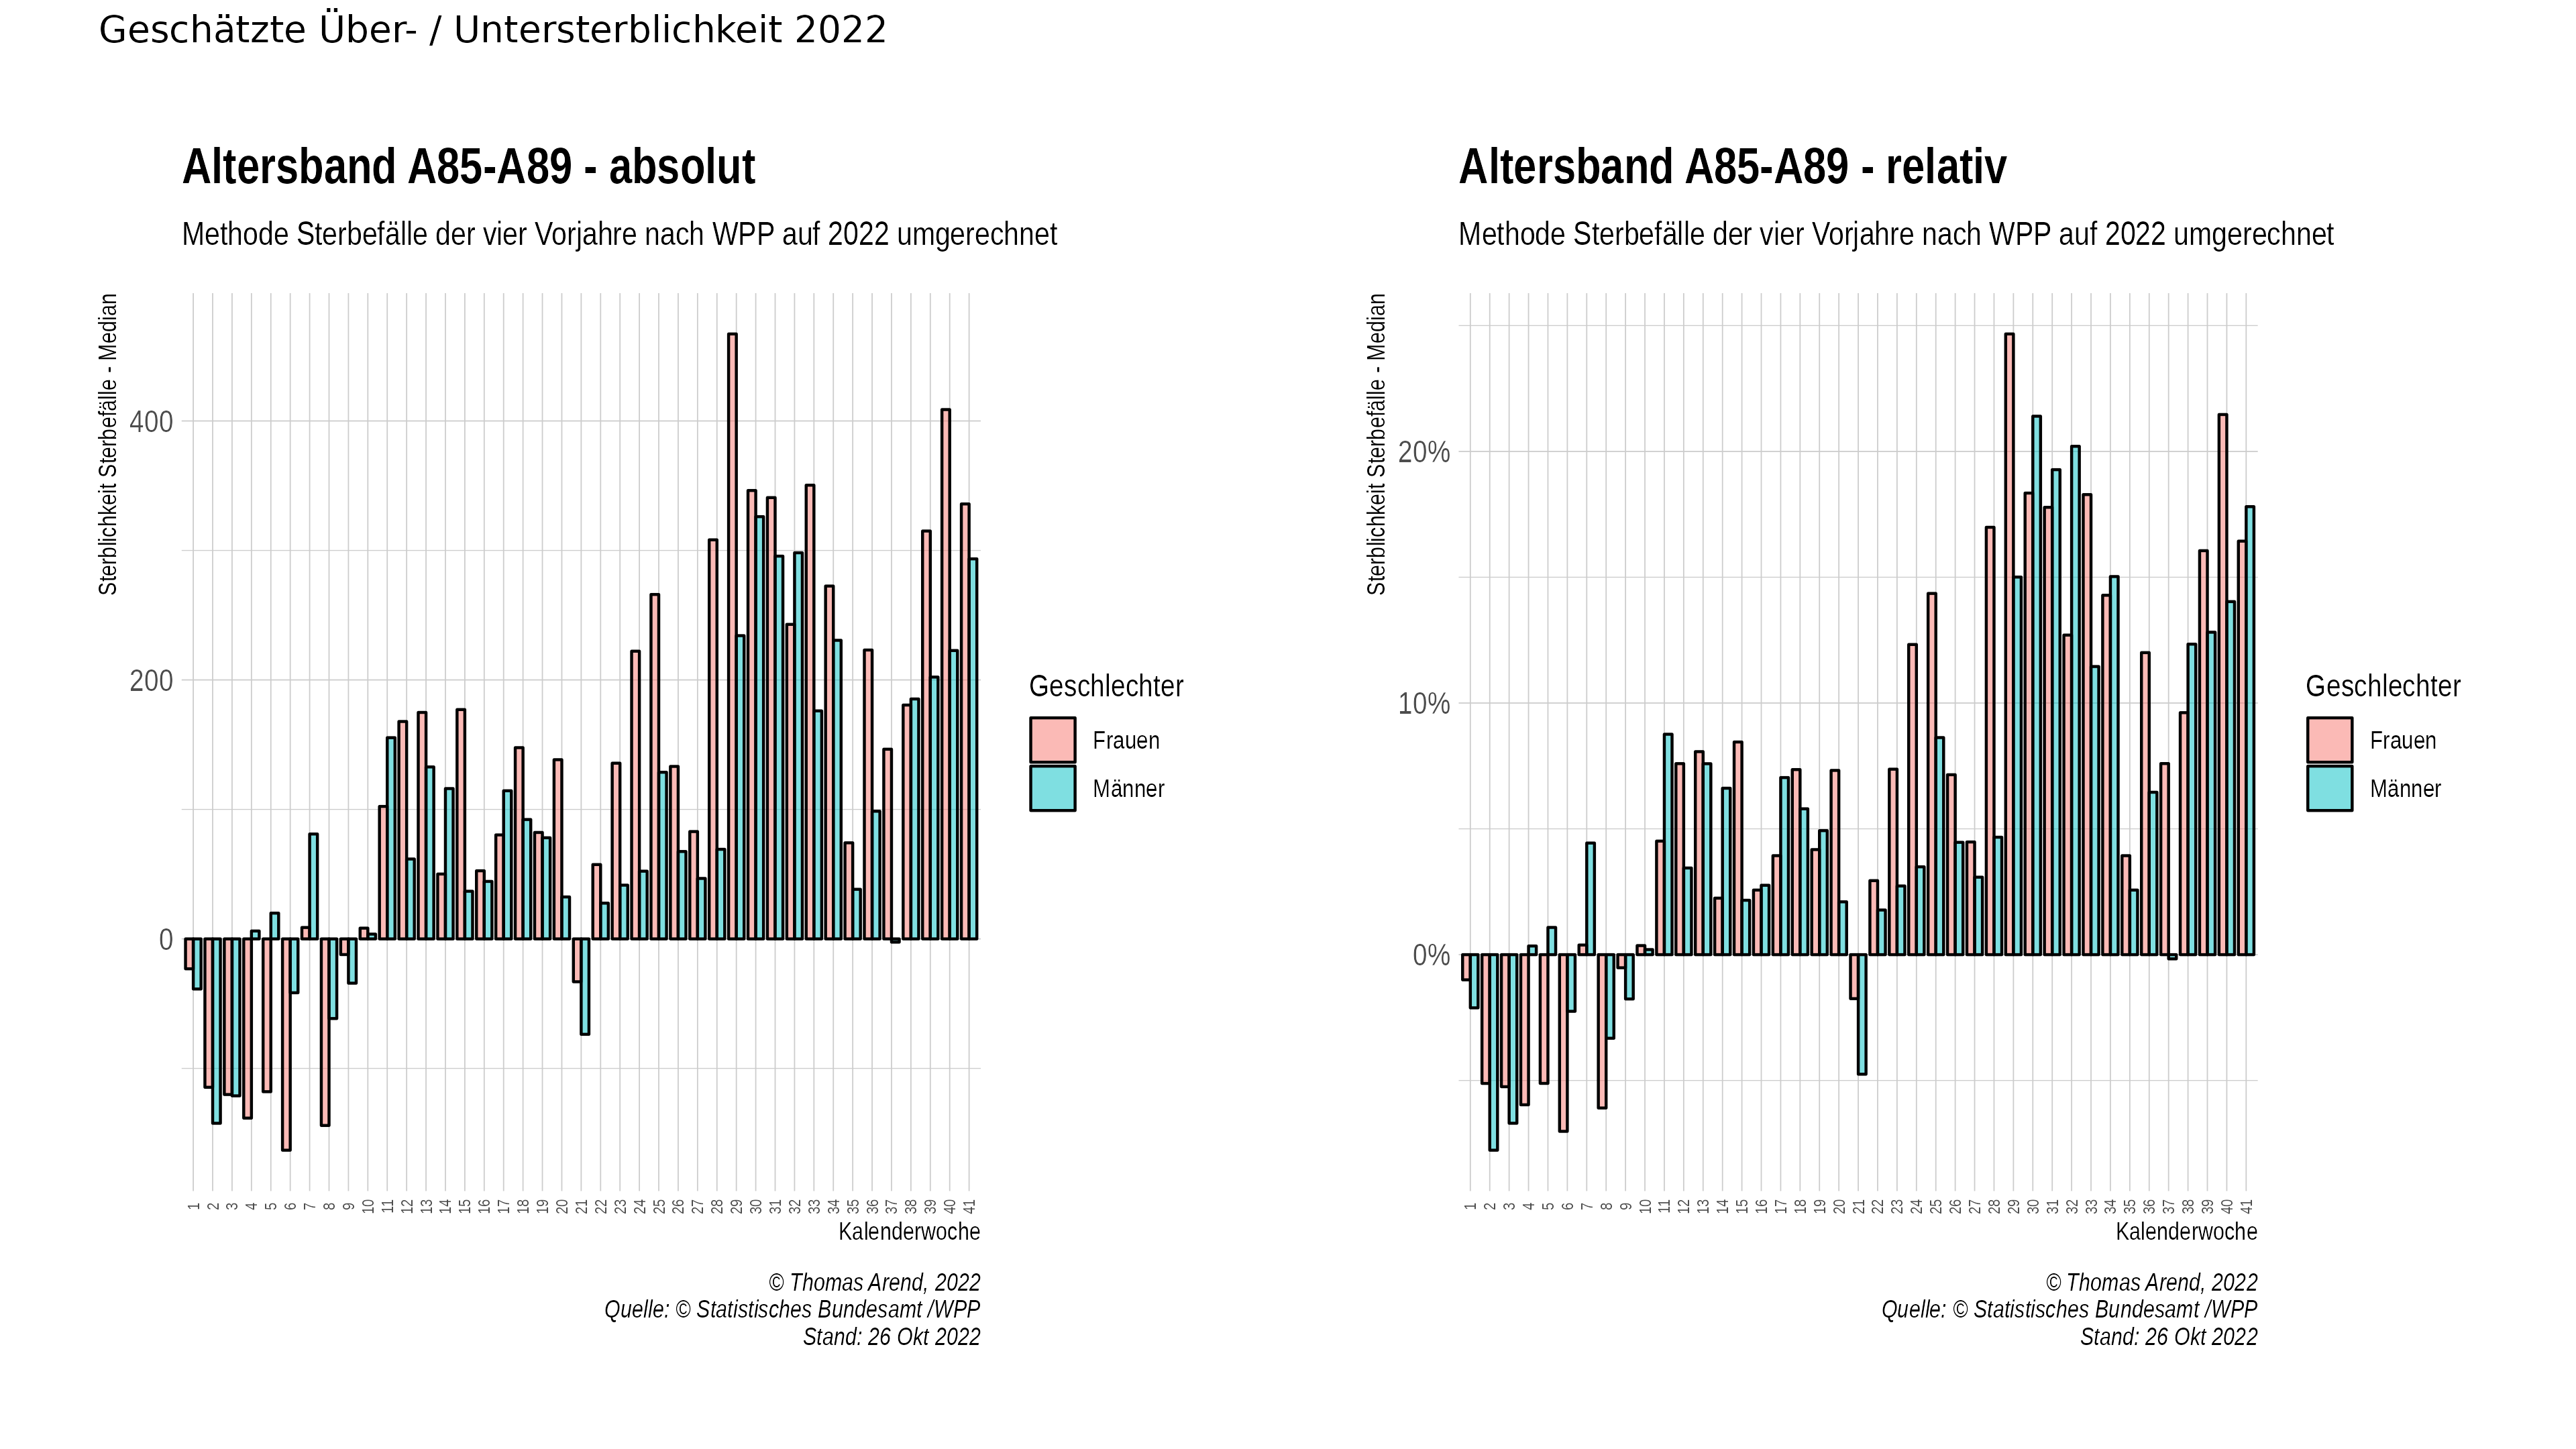 Geschätzte Über- / Untersterblichkeit 2022
Altersband A85-A89 - absolut
Methode Sterbefälle der vier Vorjahre nach WPP auf 2022 umgerechnet
Sterblichkeit Sterbefälle - Median
400
200
0
1 2 3 4 5 6 7 8 9 10 11 12 13 14 15 16 17 18 19 20 21 22 23 24 25 26 27 28 29 30 31 32 33 34 35 36 37 38 39 40 41
Kalenderwoche
Geschlechter
Frauen
Männer
© Thomas Arend, 2022
Quelle: © Statistisches Bundesamt /WPP
Stand: 26 Okt 2022
Altersband A85-A89 - relativ
Methode Sterbefälle der vier Vorjahre nach WPP auf 2022 umgerechnet
Sterblichkeit Sterbefälle - Median
20%
10%
0%
1 2 3 4 5 6 7 8 9 10 11 12 13 14 15 16 17 18 19 20 21 22 23 24 25 26 27 28 29 30 31 32 33 34 35 36 37 38 39 40 41
Kalenderwoche
Geschlechter
Frauen
Männer
© Thomas Arend, 2022
Quelle: © Statistisches Bundesamt /WPP
Stand: 26 Okt 2022